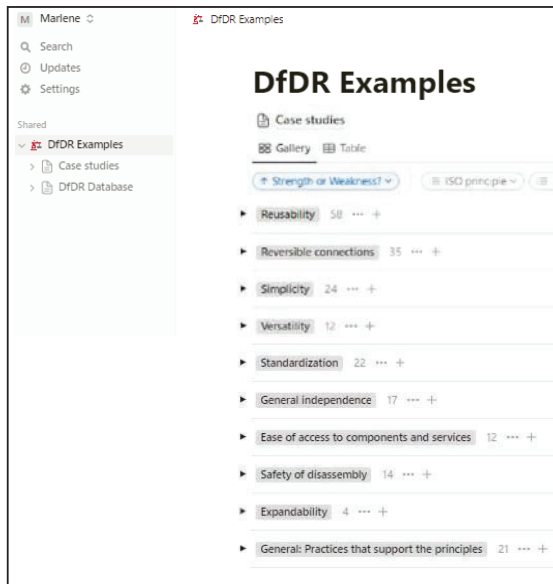 M Marlene
Search
Updates
Settings
Shared
DfDR Examples
Case studies
DfDR Database
DfDR Examples
DfDR Examples
Case studies
Gallery Table
Strength or Weakness? ISO principle
Reusability 58 ••• +
Reversible connections 35 ••• +
Simplicity 24 ••• +
Versatility 12 ••• +
Standardization 22 ••• +
General independence 17 ••• +
Ease of access to components and services 12 ••• +
Safety of disassembly 14 ••• +
Expandability 4 ••• +
General: Practices that support the principles 21 ••• +